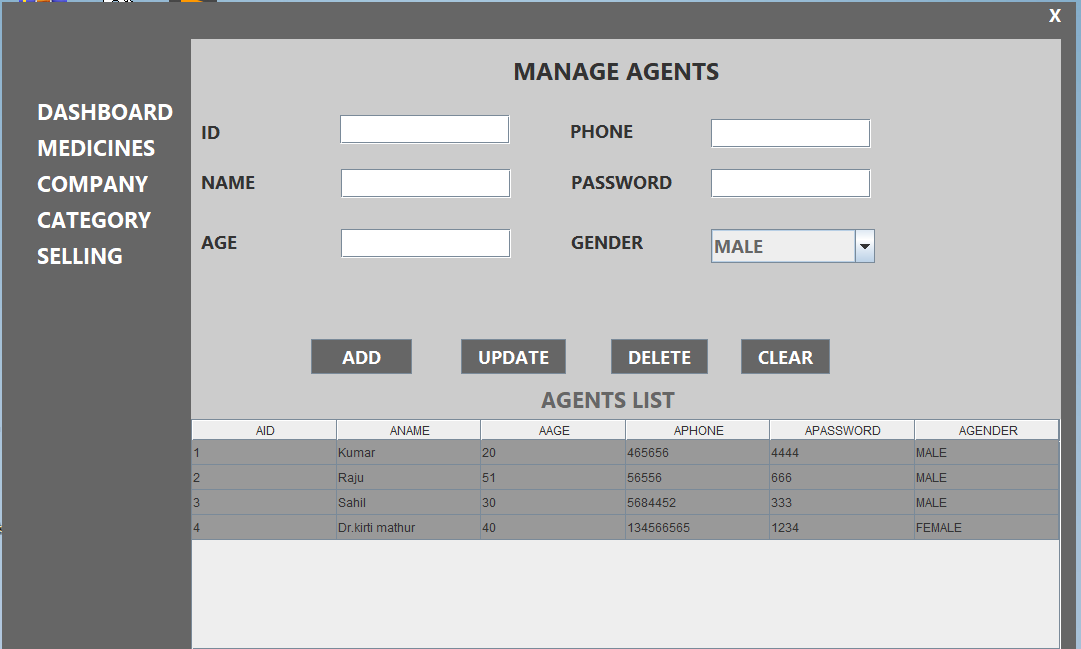 X
MANAGE AGENTS
DASHBOARD
MEDICINES
COMPANY
CATEGORY
SELLING
ID
PHONE
NAME
PASSWORD
AGE
GENDER
MALE
ADD UPDATE DELETE CLEAR
AGENTS LIST
AID ANAME AAGE APHONE APASSWORD AGENDER
1 Kumar 20 465656 4444 MALE
2 Raju 51 56556 666 MALE
3 Sahil 30 5684452 333 MALE
4 Dr.kirti mathur 40 134566565 1234 FEMALE